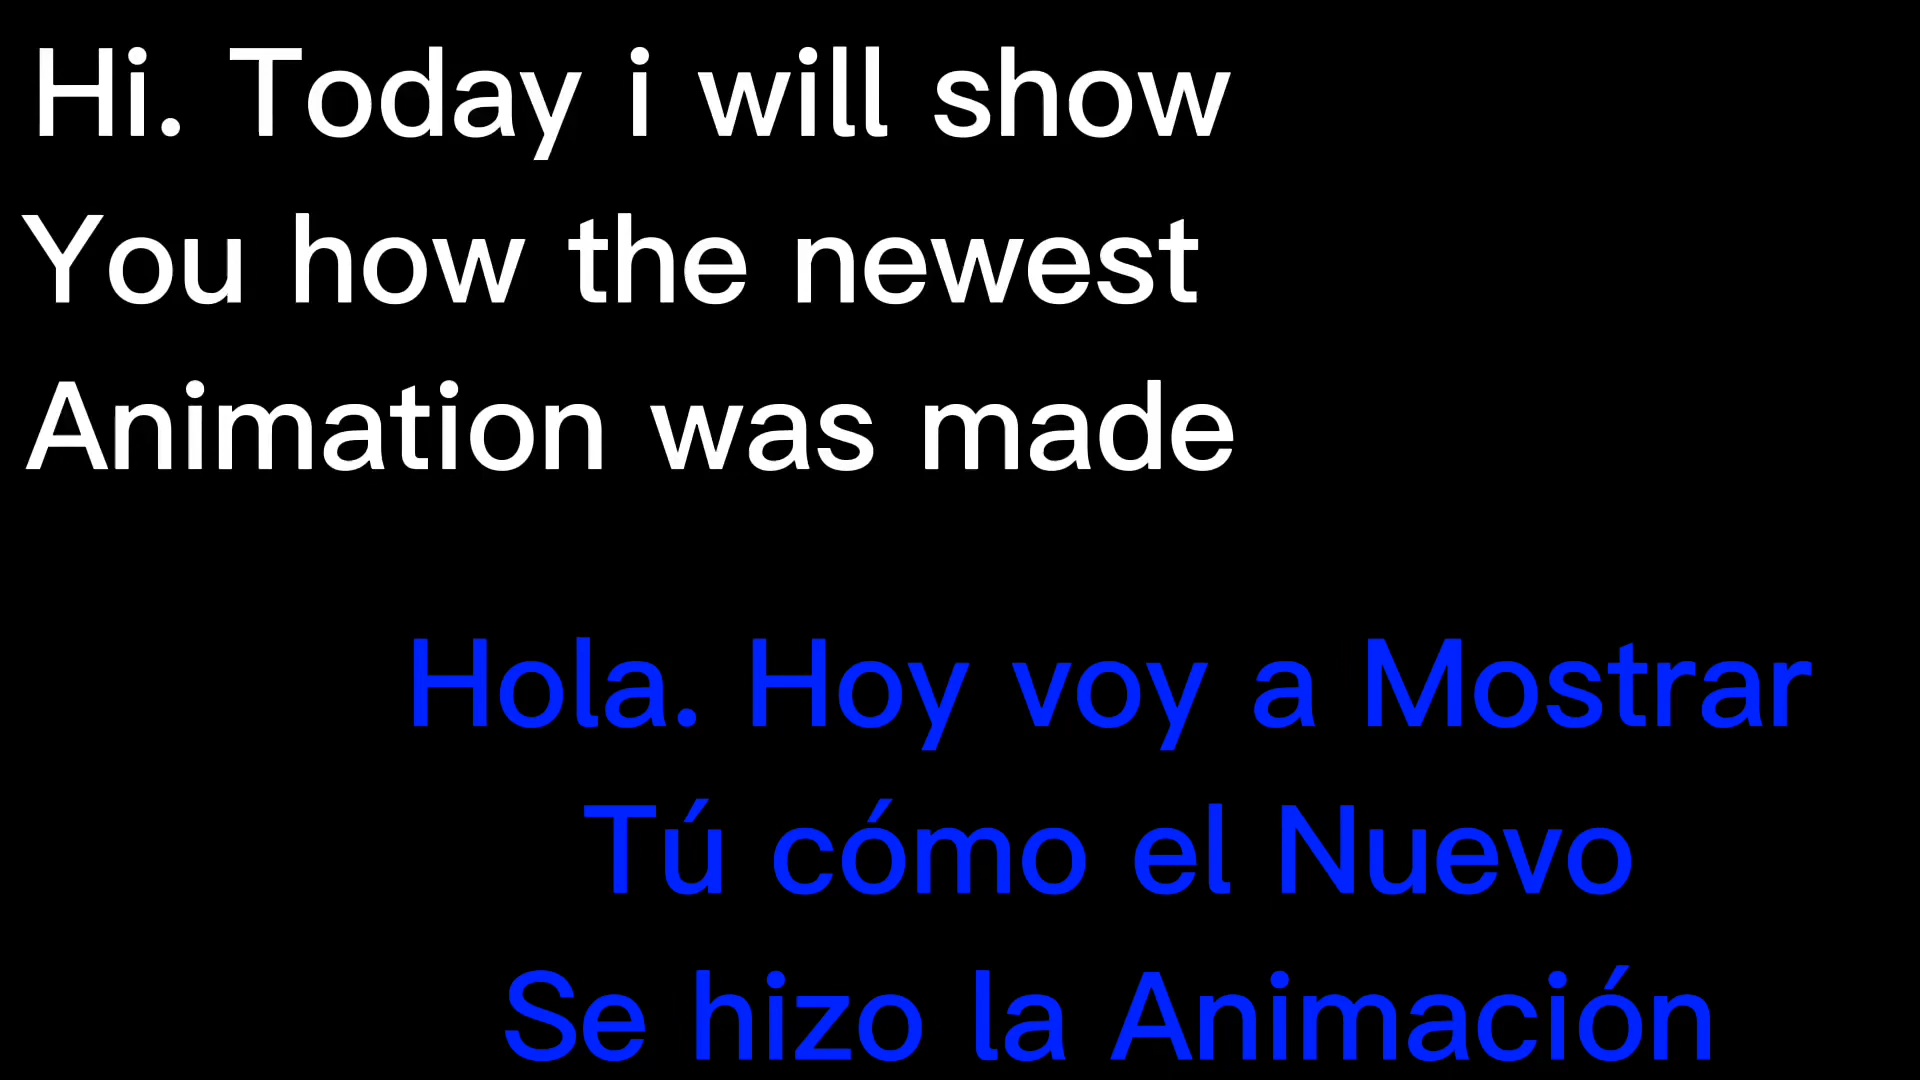 Hi. Today i will show
You how the newest
Animation was made
Hola. Hoy voy a Mostrar
Tú cómo el Nuevo
Se hizo la Animación